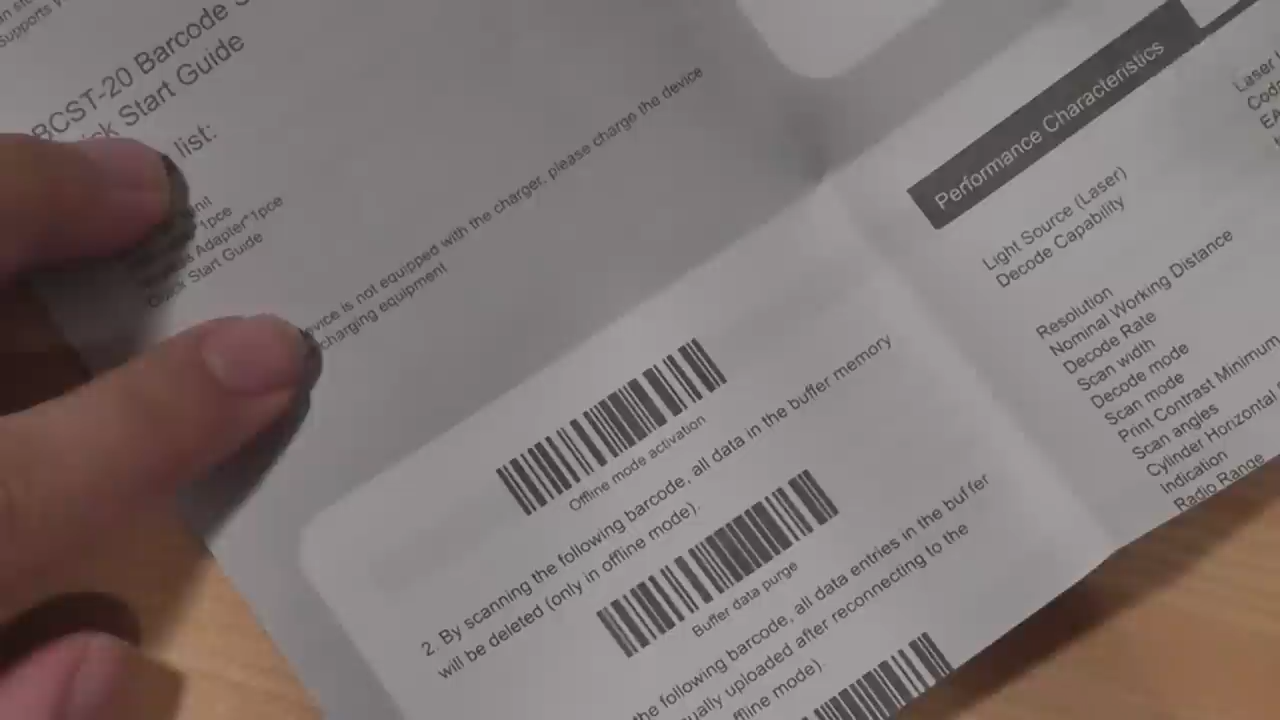 Supports
BCST-20 Barcode
Start Guide
list:
1pce
Adapter*1pce
Quick Start Guide
is not equipped with the charger, please charge the device
charging equipment
Offline mode activation
2. By scanning the following barcode, all data in the buffer memory
will be deleted (only in offline mode).
Buffer data purge
the following barcode, all data entries in the buffer
uploaded after reconnecting to the
mode).
Performance Characteristics
Light Source (Laser)
Decode Capability
Resolution
Nominal Working Distance
Decode Rate
Scan width
Decode mode
Scan mode
Print Contrast Minimum
Scan angles
Cylinder Horizontal
Indication
Radio Range
Laser